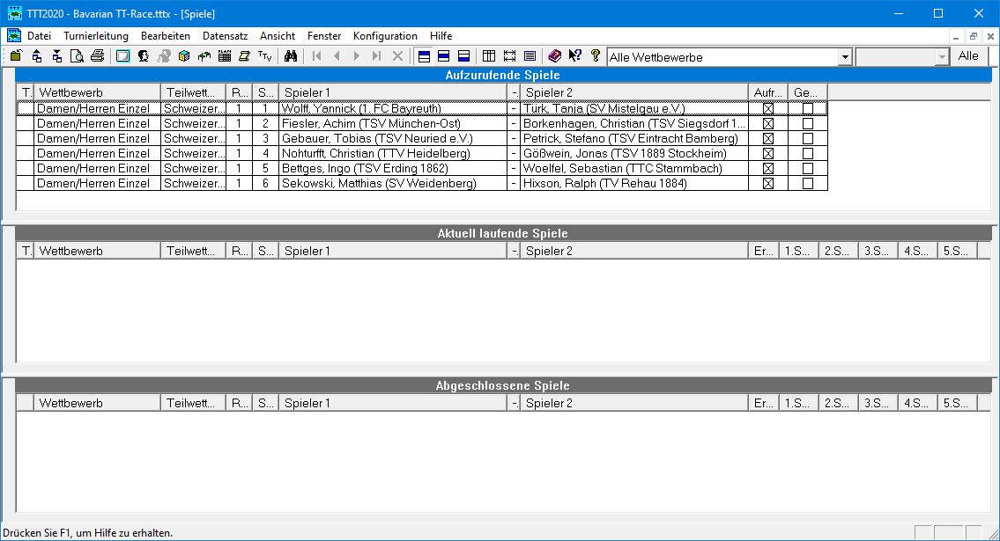 TTT2020 - Bavarian TT-Race.tttx - [Spiele]
Datei Turnierleitung Bearbeiten Datensatz Ansicht Fenster Konfiguration Hilfe
Alle Wettbewerbe Alle
Aufzurufende Spiele
T. Wettbewerb Teilwett... R... S... Spieler 1 -. Spieler 2 Aufr... Ge...
Damen/Herren Einzel Schweizer... 1 1 Wolff, Yannick (1. FC Bayreuth) - Türk, Tanja (SV Mistelgau e.V.)
Damen/Herren Einzel Schweizer... 1 2 Fiesler, Achim (TSV München-Ost) - Borkenhagen, Christian (TSV Siegsdorf 1...
Damen/Herren Einzel Schweizer... 1 3 Gebauer, Tobias (TSV Neuried e.V.) - Petrick, Stefano (TSV Eintracht Bamberg)
Damen/Herren Einzel Schweizer... 1 4 Nohturfft, Christian (TTV Heidelberg) - Gößwein, Jonas (TSV 1889 Stockheim)
Damen/Herren Einzel Schweizer... 1 5 Bettges, Ingo (TSV Erding 1862) - Woelfel, Sebastian (TTC Stammbach)
Damen/Herren Einzel Schweizer... 1 6 Sekowski, Matthias (SV Weidenberg) - Hixson, Ralph (TV Rehau 1884)
Aktuell laufende Spiele
T. Wettbewerb Teilwett... R... S... Spieler 1 -. Spieler 2 Er... 1.S... 2.S... 3.S... 4.S... 5.S...
Abgeschlossene Spiele
Wettbewerb Teilwett... R... S... Spieler 1 -. Spieler 2 Er... 1.S... 2.S... 3.S... 4.S... 5.S...
Drücken Sie F1, um Hilfe zu erhalten.